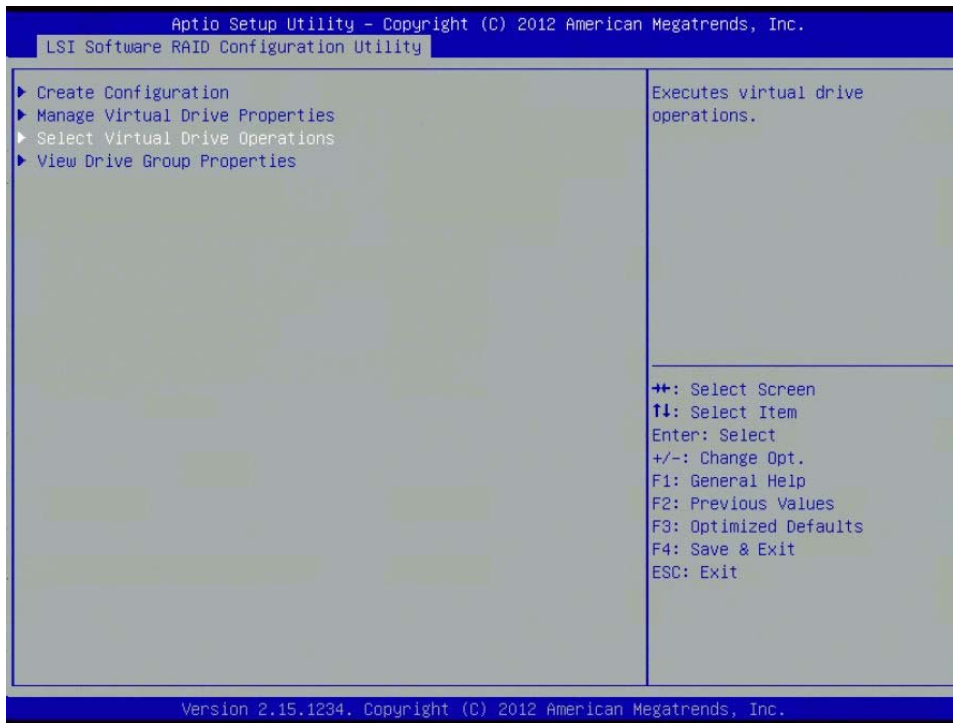 Aptio Setup Utility – Copyright (C) 2012 American Megatrends, Inc.
LSI Software RAID Configuration Utility
► Create Configuration
► Manage Virtual Drive Properties
► Select Virtual Drive Operations
► View Drive Group Properties
Executes virtual drive
operations.
→←: Select Screen
↑↓: Select Item
Enter: Select
+/-: Change Opt.
F1: General Help
F2: Previous Values
F3: Optimized Defaults
F4: Save & Exit
ESC: Exit
Version 2.15.1234. Copyright (C) 2012 American Megatrends, Inc.